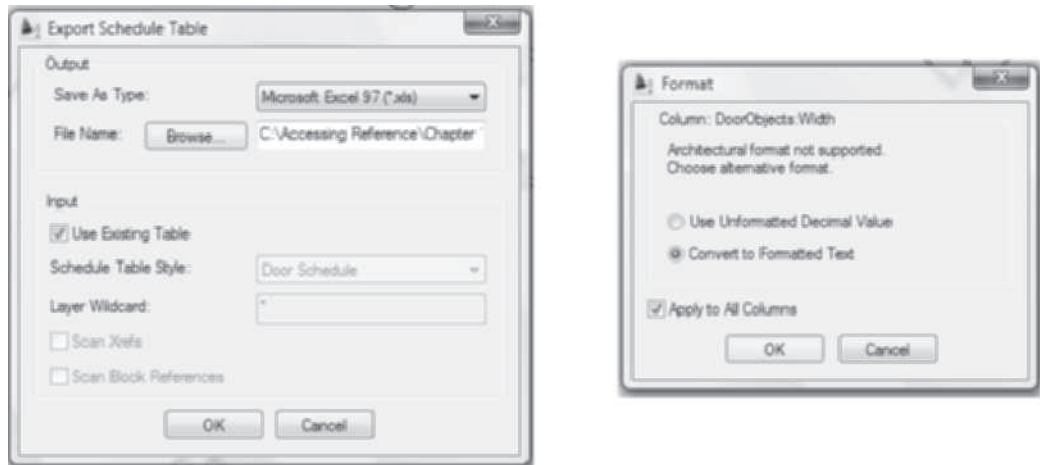 Export Schedule Table
Output
Save As Type:
Microsoft Excel 97 (*.xls)
File Name:
Browse...
C:\Accessing Reference\Chapter
Input
Use Existing Table
Schedule Table Style:
Door Schedule
Layer Wildcard:
*
Scan Xrefs
Scan Block References
OK
Cancel
Format
Column: DoorObjects:Width
Architectural format not supported.
Choose alternative format.
Use Unformatted Decimal Value
Convert to Formatted Text
Apply to All Columns
OK
Cancel